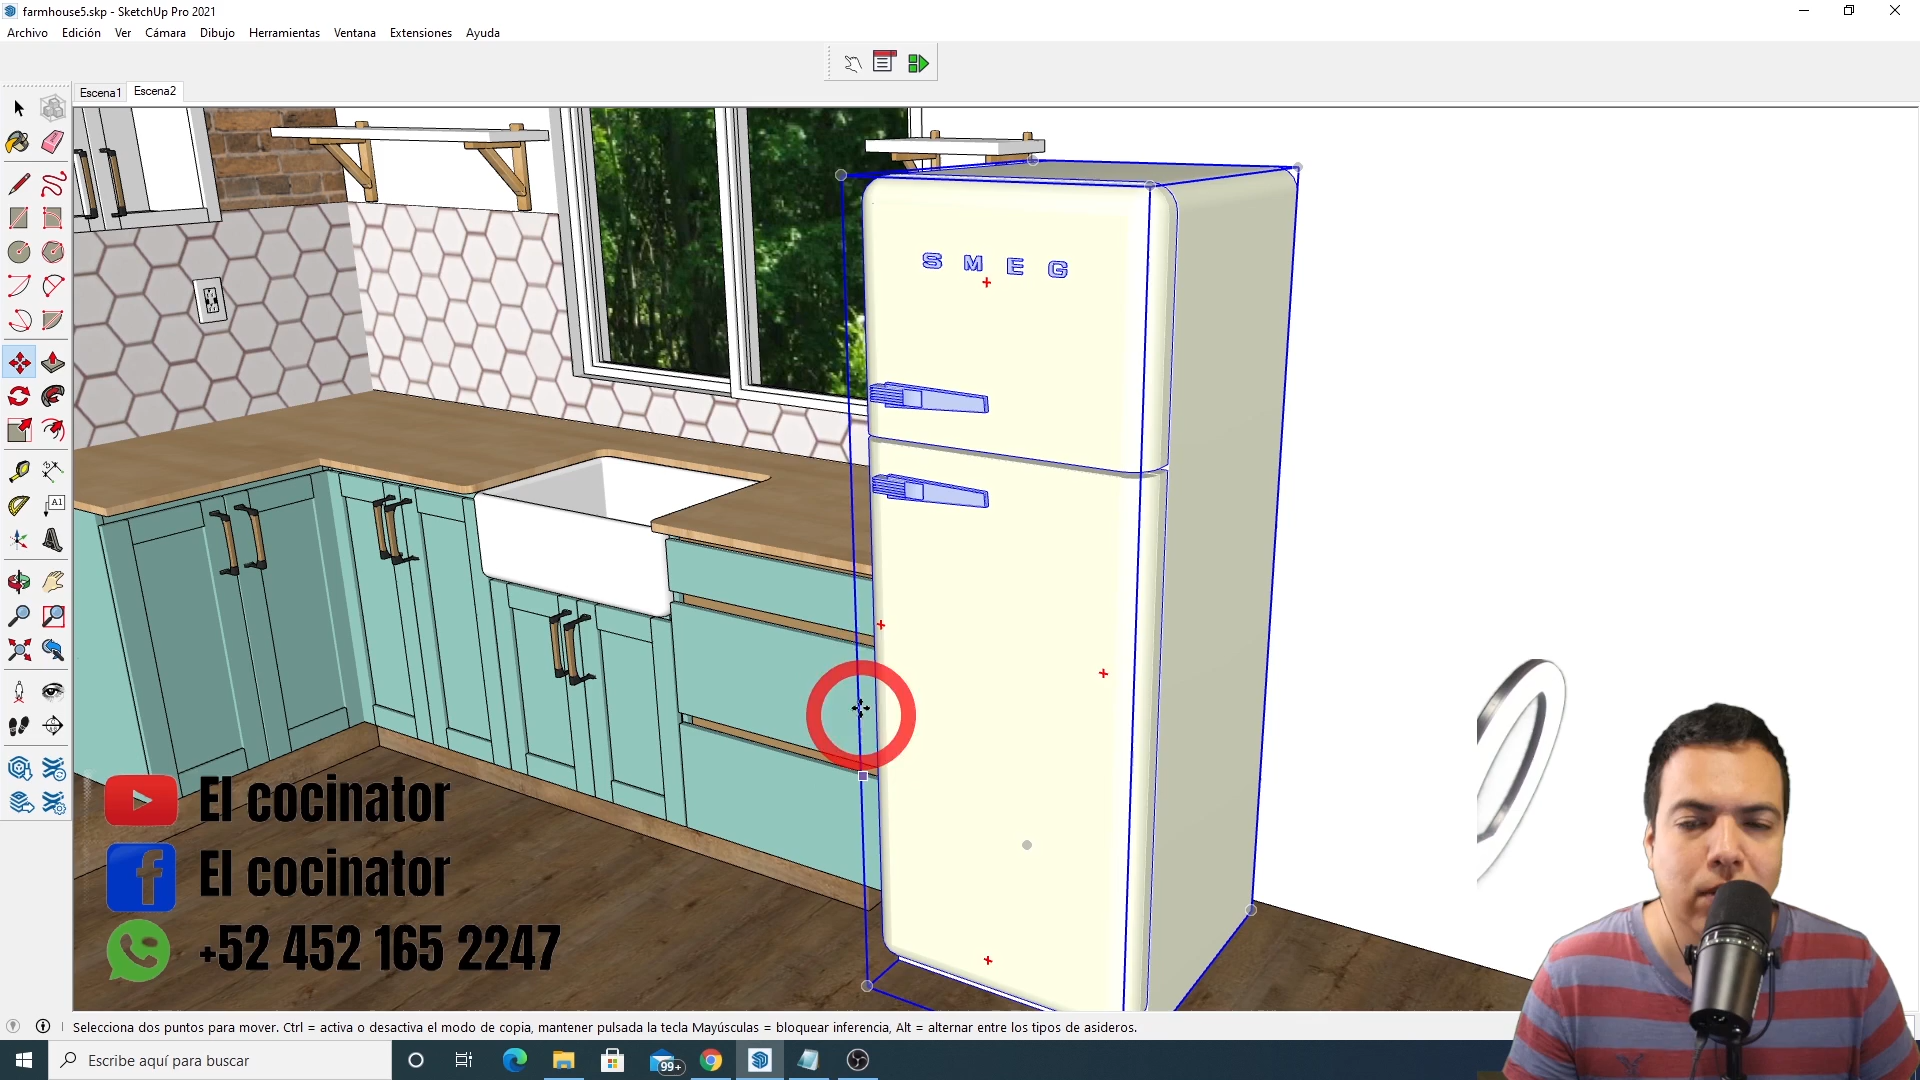 farmhouse5.skp - SketchUp Pro 2021
Archivo Edición Ver Cámara Dibujo Herramientas Ventana Extensiones Ayuda
Escena1 Escena2
SMEG
A1
El cocinator
El cocinator
+52 452 165 2247
Selecciona dos puntos para mover. Ctrl = activa o desactiva el modo de copia, mantener pulsada la tecla Mayúsculas = bloquear inferencia, Alt = alternar entre los tipos de asideros.
Escribe aquí para buscar
99+